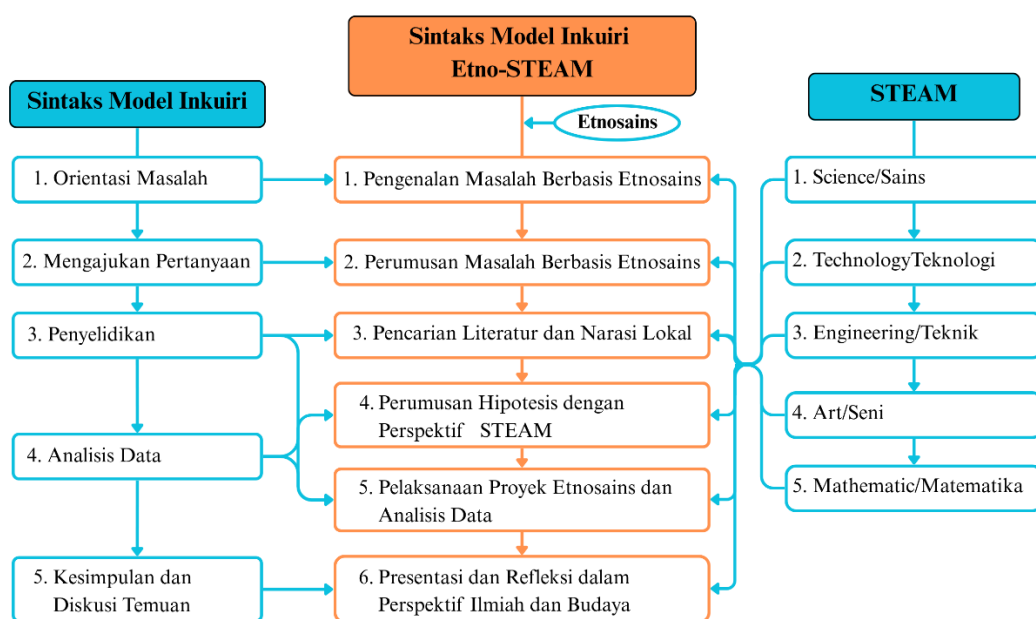 Sintaks Model Inkuiri
Etno-STEAM
Sintaks Model Inkuiri
STEAM
Etnosains
1. Orientasi Masalah
2. Mengajukan Pertanyaan
3. Penyelidikan
4. Analisis Data
5. Kesimpulan dan
Diskusi Temuan
1. Pengenalan Masalah Berbasis Etnosains
2. Perumusan Masalah Berbasis Etnosains
3. Pencarian Literatur dan Narasi Lokal
4. Perumusan Hipotesis dengan
Perspektif STEAM
5. Pelaksanaan Proyek Etnosains dan
Analisis Data
6. Presentasi dan Refleksi dalam
Perspektif Ilmiah dan Budaya
1. Science/Sains
2. TechnologyTeknologi
3. Engineering/Teknik
4. Art/Seni
5. Mathematic/Matematika